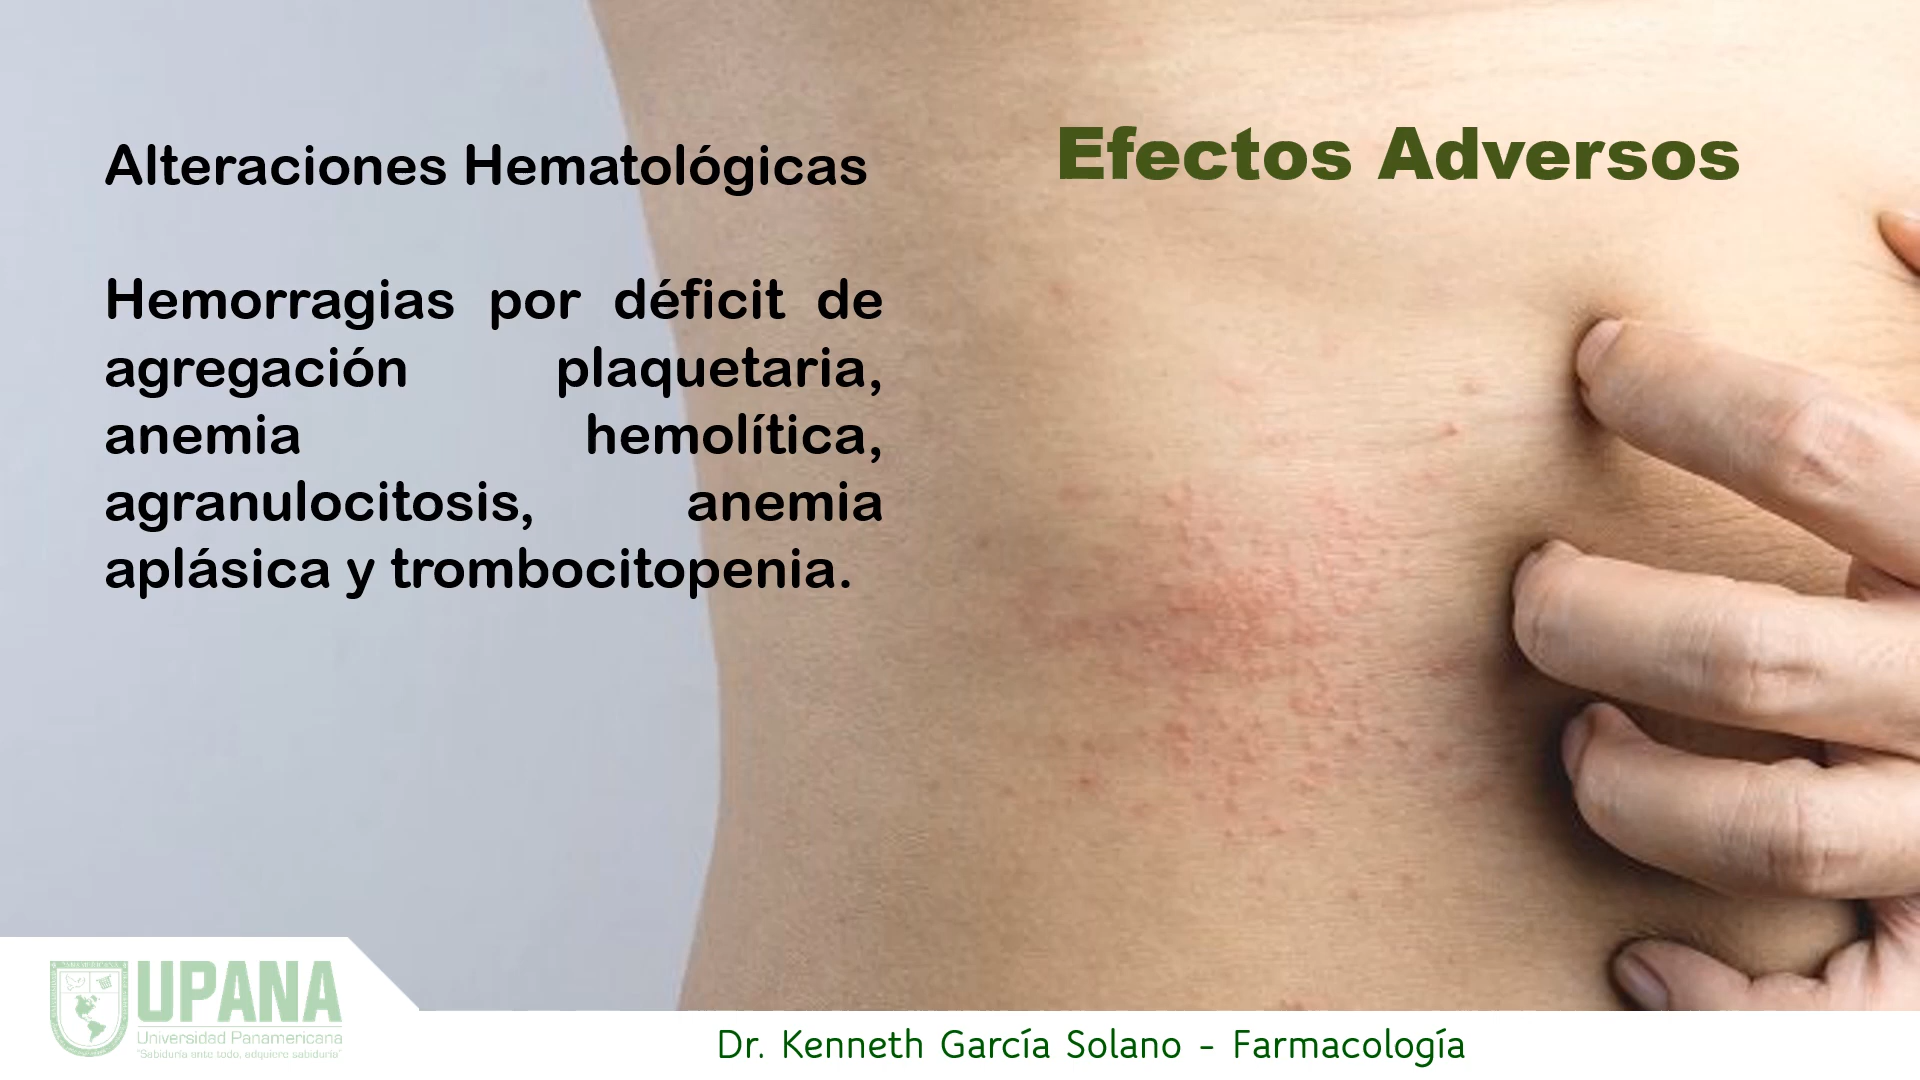 Efectos Adversos
Alteraciones Hematológicas
Hemorragias por déficit de
agregación plaquetaria,
anemia hemolítica,
agranulocitosis, anemia
aplásica y trombocitopenia.
UPANA
Universidad Panamericana
"Sabiduría ante todo, adquiere sabiduría"
Dr. Kenneth García Solano - Farmacología